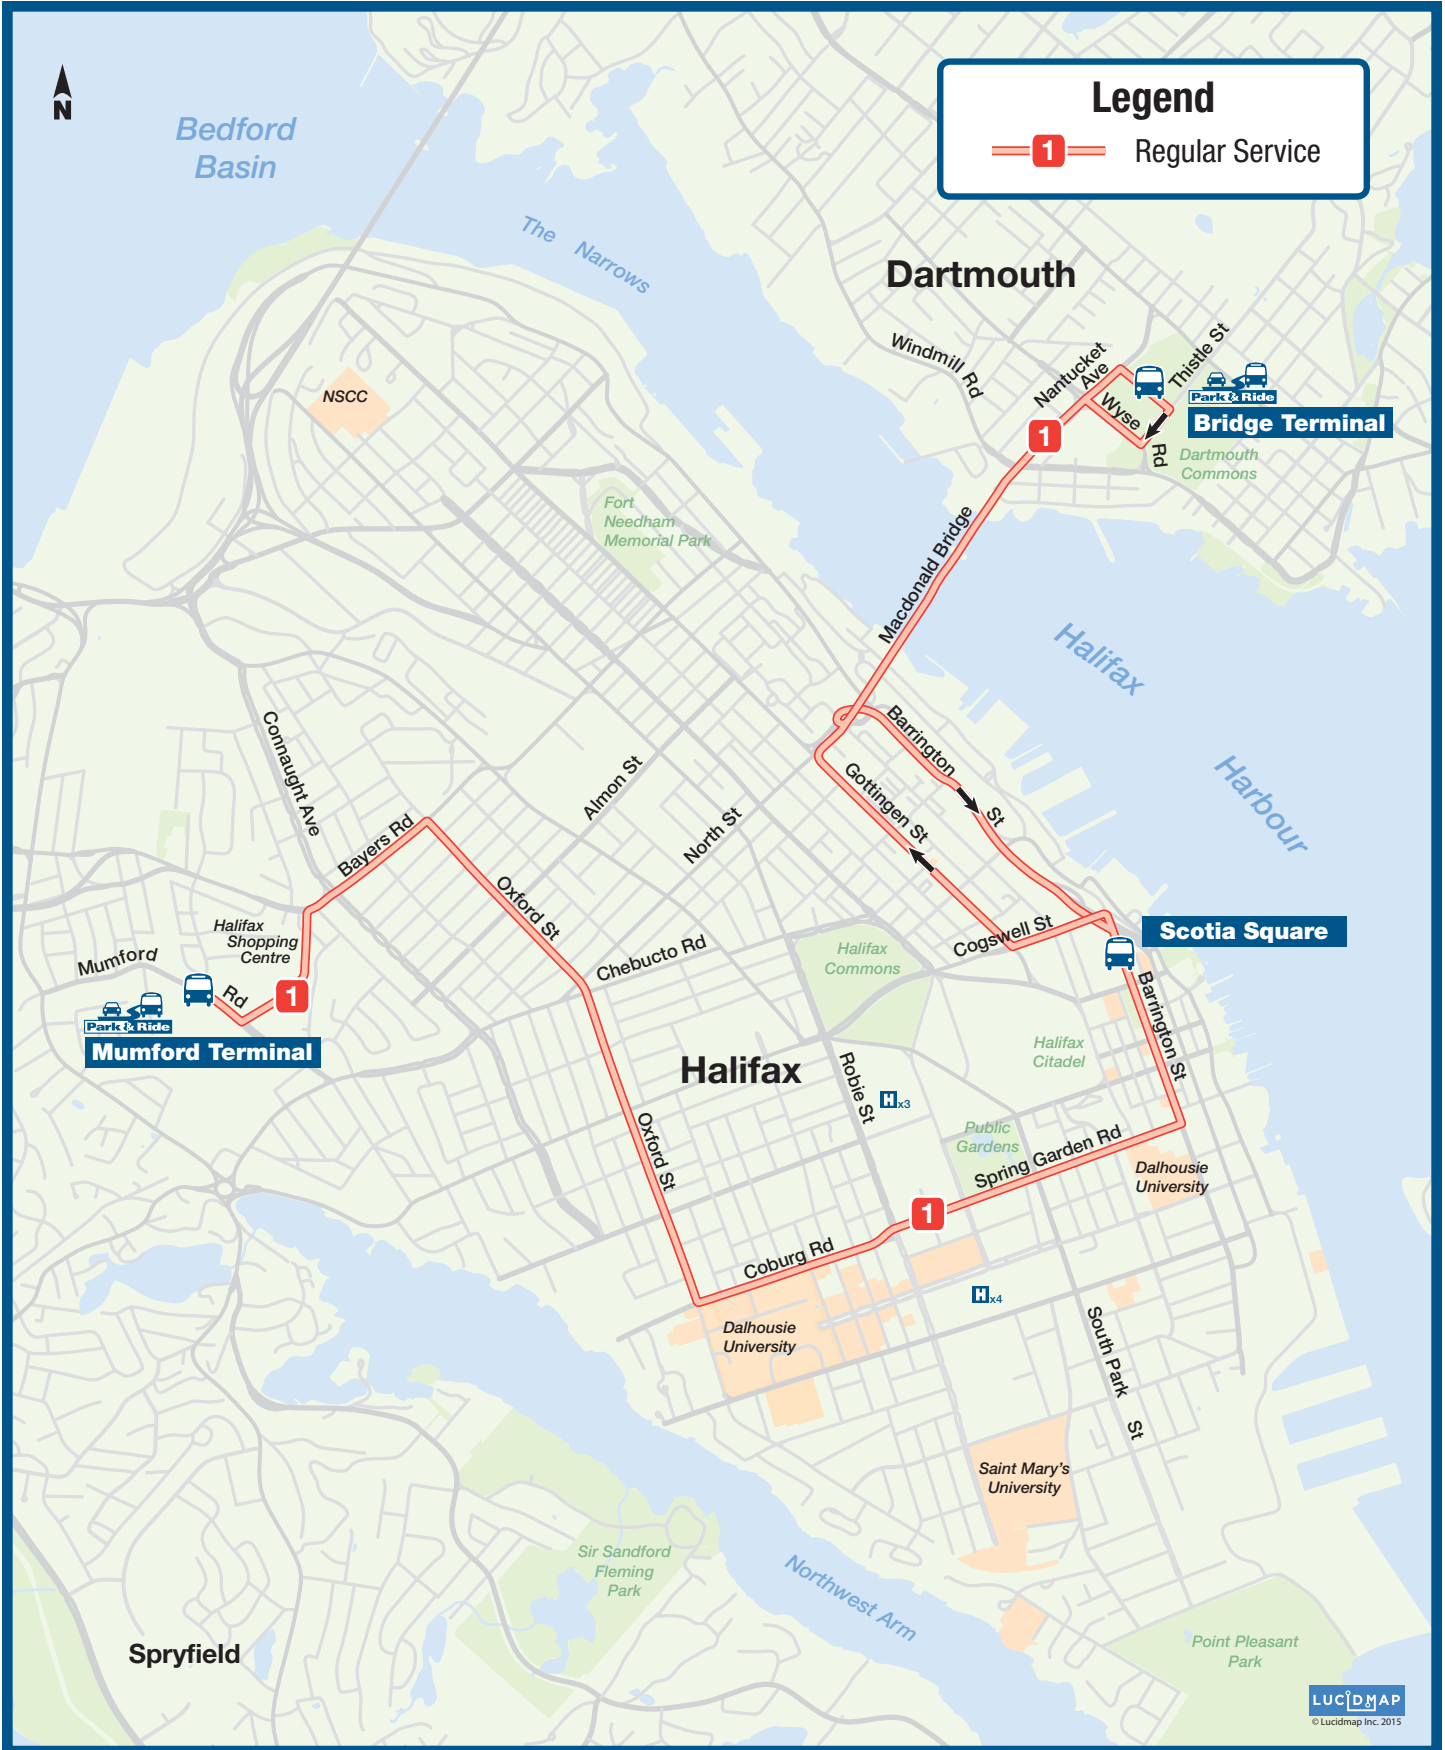 N
Bedford
Basin
Legend
1
Regular Service
The Narrows
Dartmouth
Windmill Rd
Nantucket
Ave
Thistle St
Wyse
Rd
Park & Ride
Bridge Terminal
1
Dartmouth
Commons
NSCC
Fort
Needham
Memorial Park
Macdonald Bridge
Halifax
Harbour
Connaught Ave
Barrington
St
Almon St
Gottingen St
North St
Bayers Rd
Oxford St
Halifax
Shopping
Centre
Chebucto Rd
Halifax
Commons
Cogswell St
Scotia Square
Mumford
Rd
1
Park & Ride
Mumford Terminal
Barrington St
Halifax
Citadel
Halifax
Robie St
H x3
Oxford St
Public
Gardens
Spring Garden Rd
Dalhousie
University
1
Coburg Rd
H x4
Dalhousie
University
South Park
St
Saint Mary's
University
Sir Sandford
Fleming
Park
Northwest Arm
Spryfield
Point Pleasant
Park
LUCIDMAP
© Lucidmap Inc. 2015